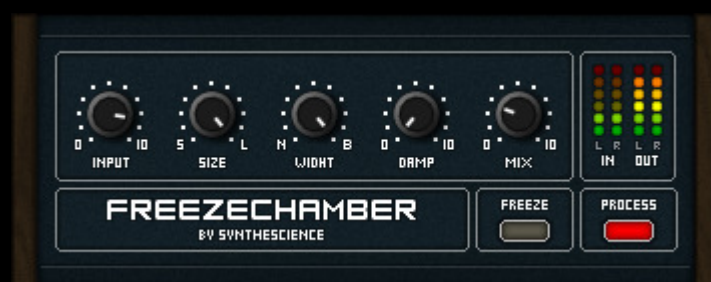 0 10 S L N B 0 10 0 10
INPUT SIZE WIDHT DAMP MIX
L R L R
IN OUT
FREEZECHAMBER
BY SYNTHESCIENCE
FREEZE
PROCESS